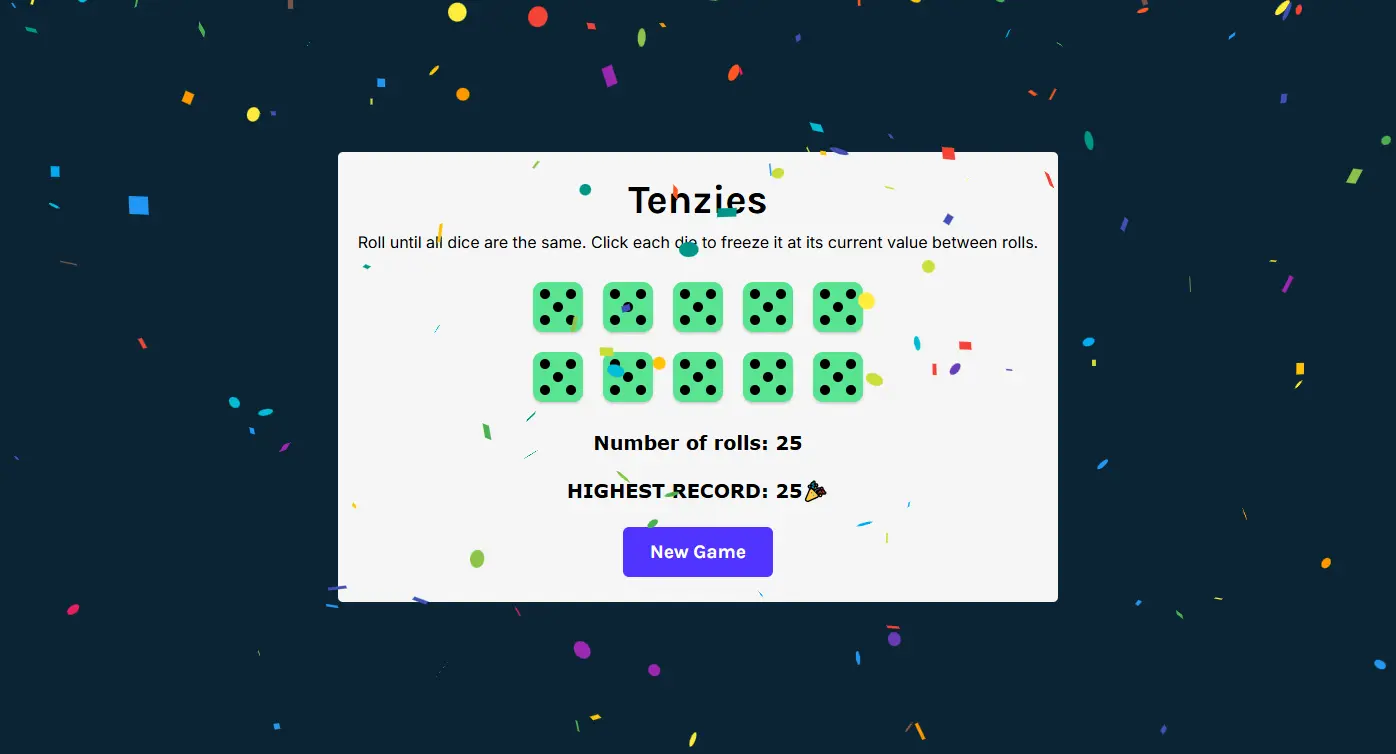 Tenzies
Roll until all dice are the same. Click each die to freeze it at its current value between rolls.
Number of rolls: 25
HIGHEST RECORD: 25🎉
New Game